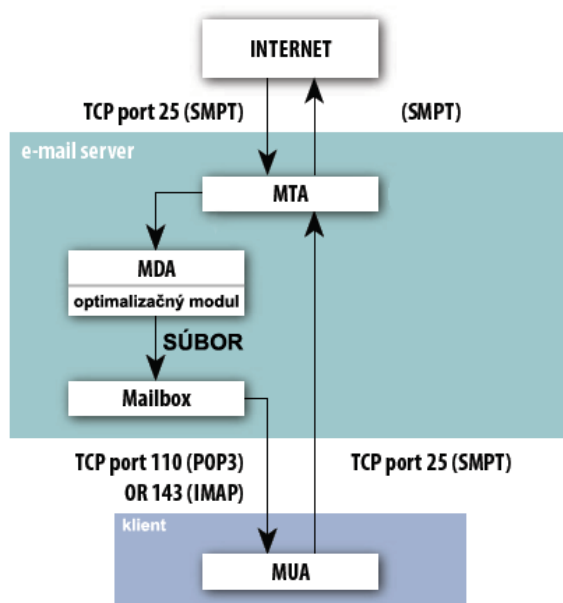 INTERNET
TCP port 25 (SMPT)
(SMPT)
e-mail server
MTA
MDA
optimalizačný modul
SÚBOR
Mailbox
TCP port 110 (POP3)
OR 143 (IMAP)
TCP port 25 (SMPT)
klient
MUA